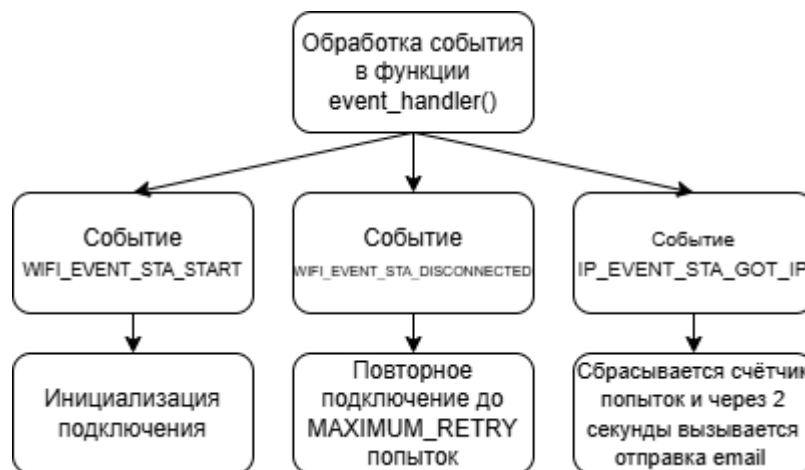 Обработка события
в функции
event_handler()
Событие
WIFI_EVENT_STA_START
Событие
WIFI_EVENT_STA_DISCONNECTED
Событие
IP_EVENT_STA_GOT_IP
Инициализация
подключения
Повторное
подключение до
MAXIMUM_RETRY
попыток
Сбрасывается счётчик
попыток и через 2
секунды вызывается
отправка email